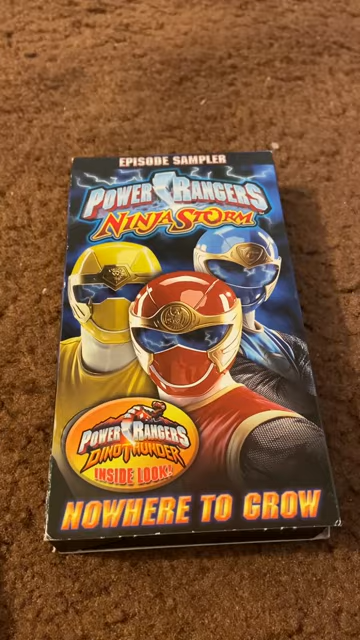 EPISODE SAMPLER
POWER RANGERS
NINJA STORM
POWER RANGERS
DINO THUNDER
INSIDE LOOK!
NOWHERE TO GROW